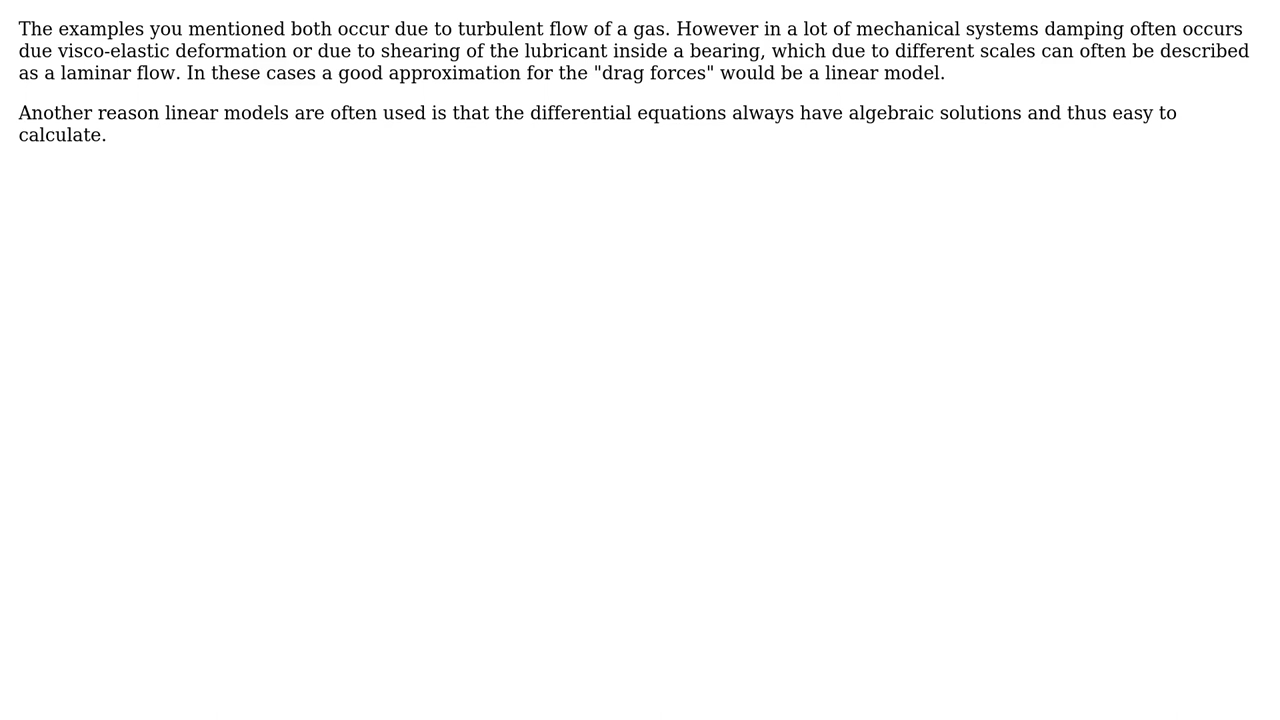 The examples you mentioned both occur due to turbulent flow of a gas. However in a lot of mechanical systems damping often occurs
due visco-elastic deformation or due to shearing of the lubricant inside a bearing, which due to different scales can often be described
as a laminar flow. In these cases a good approximation for the "drag forces" would be a linear model.
Another reason linear models are often used is that the differential equations always have algebraic solutions and thus easy to
calculate.